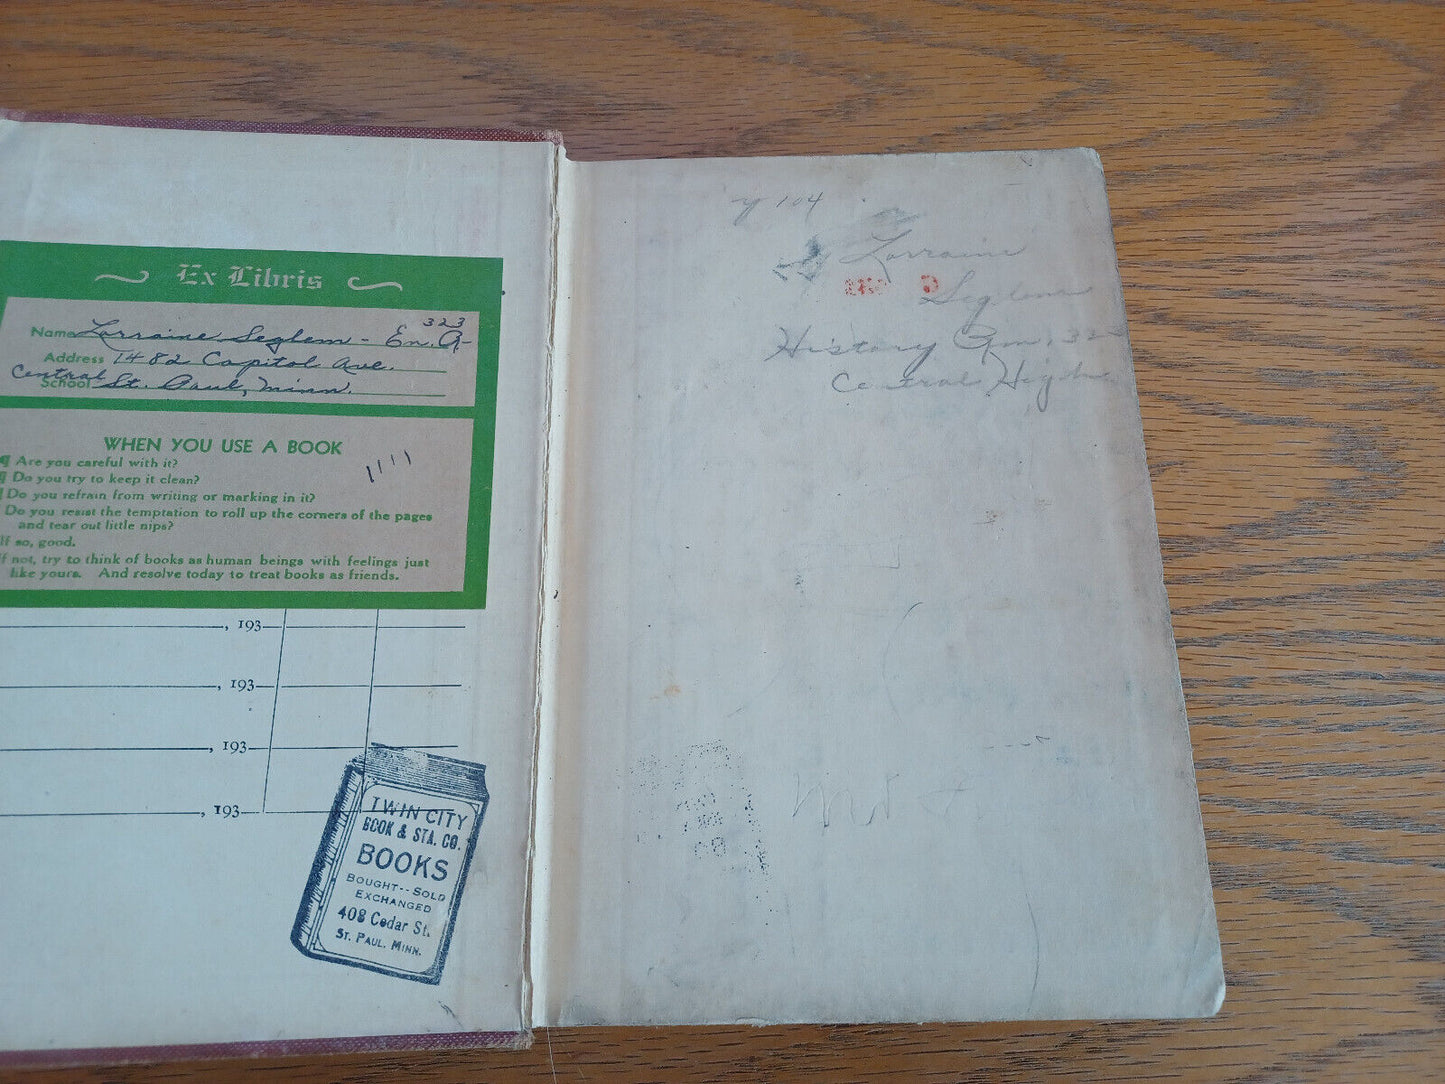 Ex Libris
323
Name Lorraine Seglem - En. A-
Address 1482 Capitol Ave.
Central
School St. Paul, Minn.
WHEN YOU USE A BOOK
¶ Are you careful with it?
¶ Do you try to keep it clean?
¶ Do you refrain from writing or marking in it?
Do you resist the temptation to roll up the corners of the pages
and tear out little nips?
If so, good.
If not, try to think of books as human beings with feelings just
like yours. And resolve today to treat books as friends.
, 193
, 193
, 193
, 193
TWIN CITY
BOOK & STA. CO.
BOOKS
BOUGHT--SOLD
EXCHANGED
408 Cedar St.
ST. PAUL. MINN.
104
Lorraine
Seglem
History Rm. 323
Central High